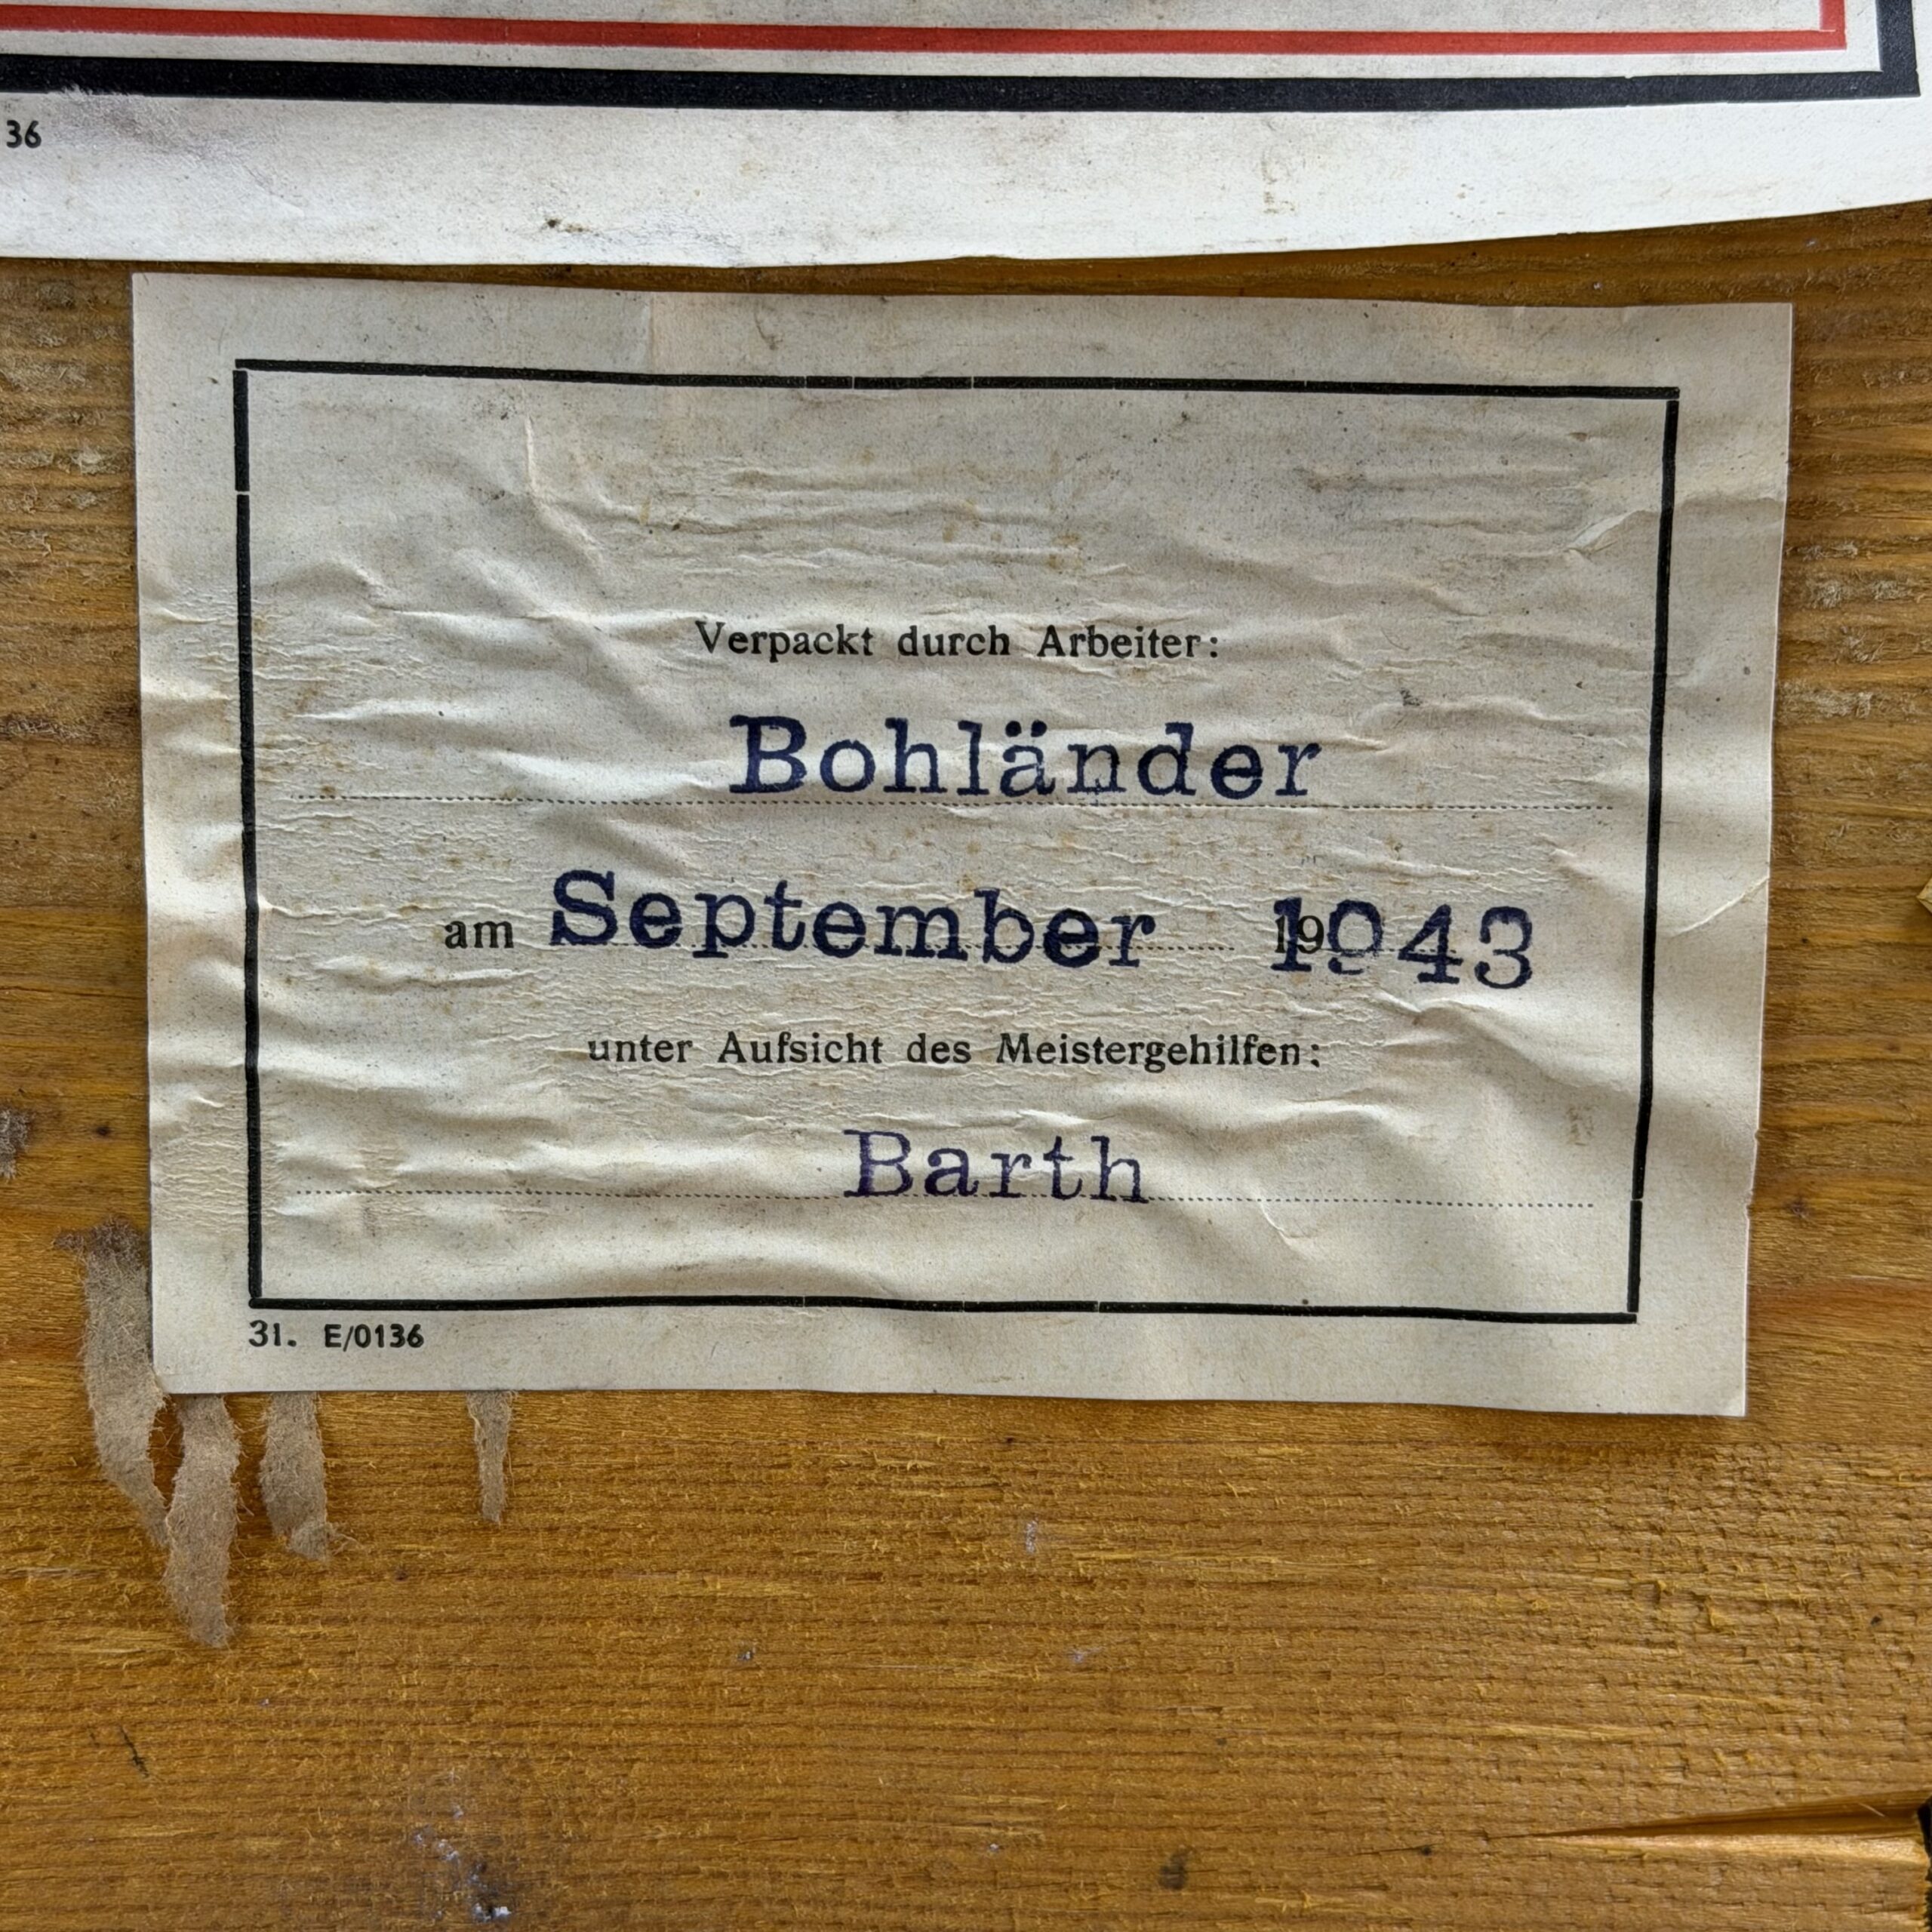 36
Verpackt durch Arbeiter:
Bohländer
am September 1943
unter Aufsicht des Meistergehilfen:
Barth
31. E/0136